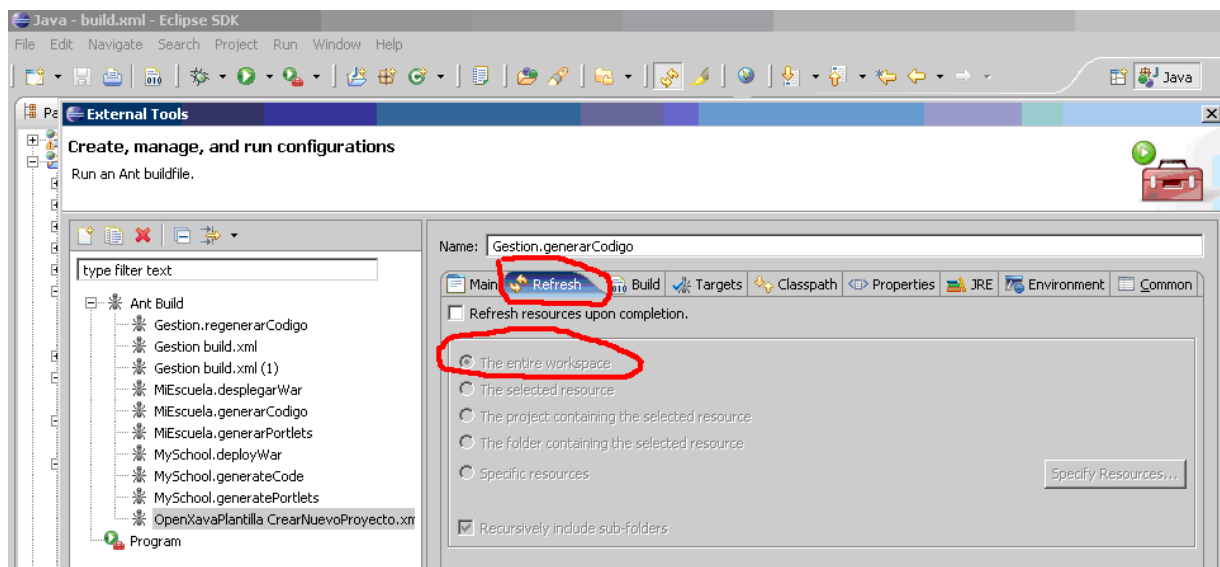 Java - build.xml - Eclipse SDK
File Edit Navigate Search Project Run Window Help
Java
Pa
External Tools
Create, manage, and run configurations
Run an Ant buildfile.
Name: Gestion.generarCodigo
type filter text
Main Refresh Build Targets Classpath Properties JRE Environment Common
Ant Build
Refresh resources upon completion.
Gestion.regenerarCodigo
Gestion build.xml
The entire workspace
Gestion build.xml (1)
MiEscuela.desplegarWar
The selected resource
MiEscuela.generarCodigo
The project containing the selected resource
MiEscuela.generarPortlets
The folder containing the selected resource
MySchool.deployWar
MySchool.generateCode
Specific resources Specify Resources...
MySchool.generatePortlets
OpenXavaPlantilla CrearNuevoProyecto.xm
Recursively include sub-folders
Program